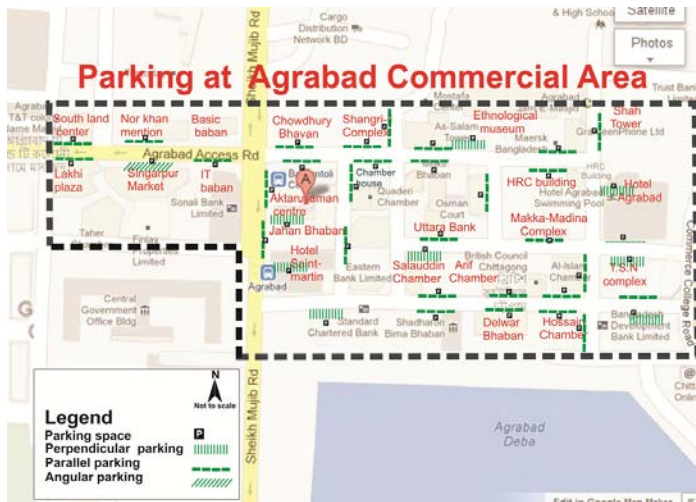 Cargo
Distribution
Network BD
& High School
Satellite
Photos
Parking at Agrabad Commercial Area
Sheikh Mujib Rd
Trust Bank
Limited
Agrabad
T&T colony
South land
center
Nor khan
mention
Basic
baban
Chowdhury
Bhavan
Shangri
Complex
As-Salam
Tower
Ethnological
museum
Maersk
Bangladesh
GrameenPhone Ltd
Shah
Tower
Agrabad Access Rd
Lakhi
plaza
Singarpur
Market
IT
baban
Sonali Bank
Limited
A
Aktaruzaman
centre
Chamber
house
Quaderi
Chamber
Bhaban
Osman
Court
HRC building
HRC
Hotel Agrabad
Swimming Pool
Hotel
Agrabad
Jahan Bhaban
Uttara Bank
Makka-Madina
Complex
Taher
Chamber
Finlay
Properties
Limited
Hotel
Saint-
martin
Agrabad
Eastern
Bank Limited
Salauddin
Chamber
Arif
Chamber
British Council
Chittagong
Al-Islam
Chamber
T.S.N
complex
Commerce College Road
Central
Government
Office Bldg
Standard
Chartered Bank
Shadharon
Bima Bhaban
Delwar
Bhaban
Hossain
Chamber
Bangladesh
Development
Bank Limited
N
Not to scale
Legend
Parking space P
Perpendicular parking
Parallel parking
Angular parking
Sheikh Mujib Rd
Agrabad
Deba
Edit in Google Map Maker